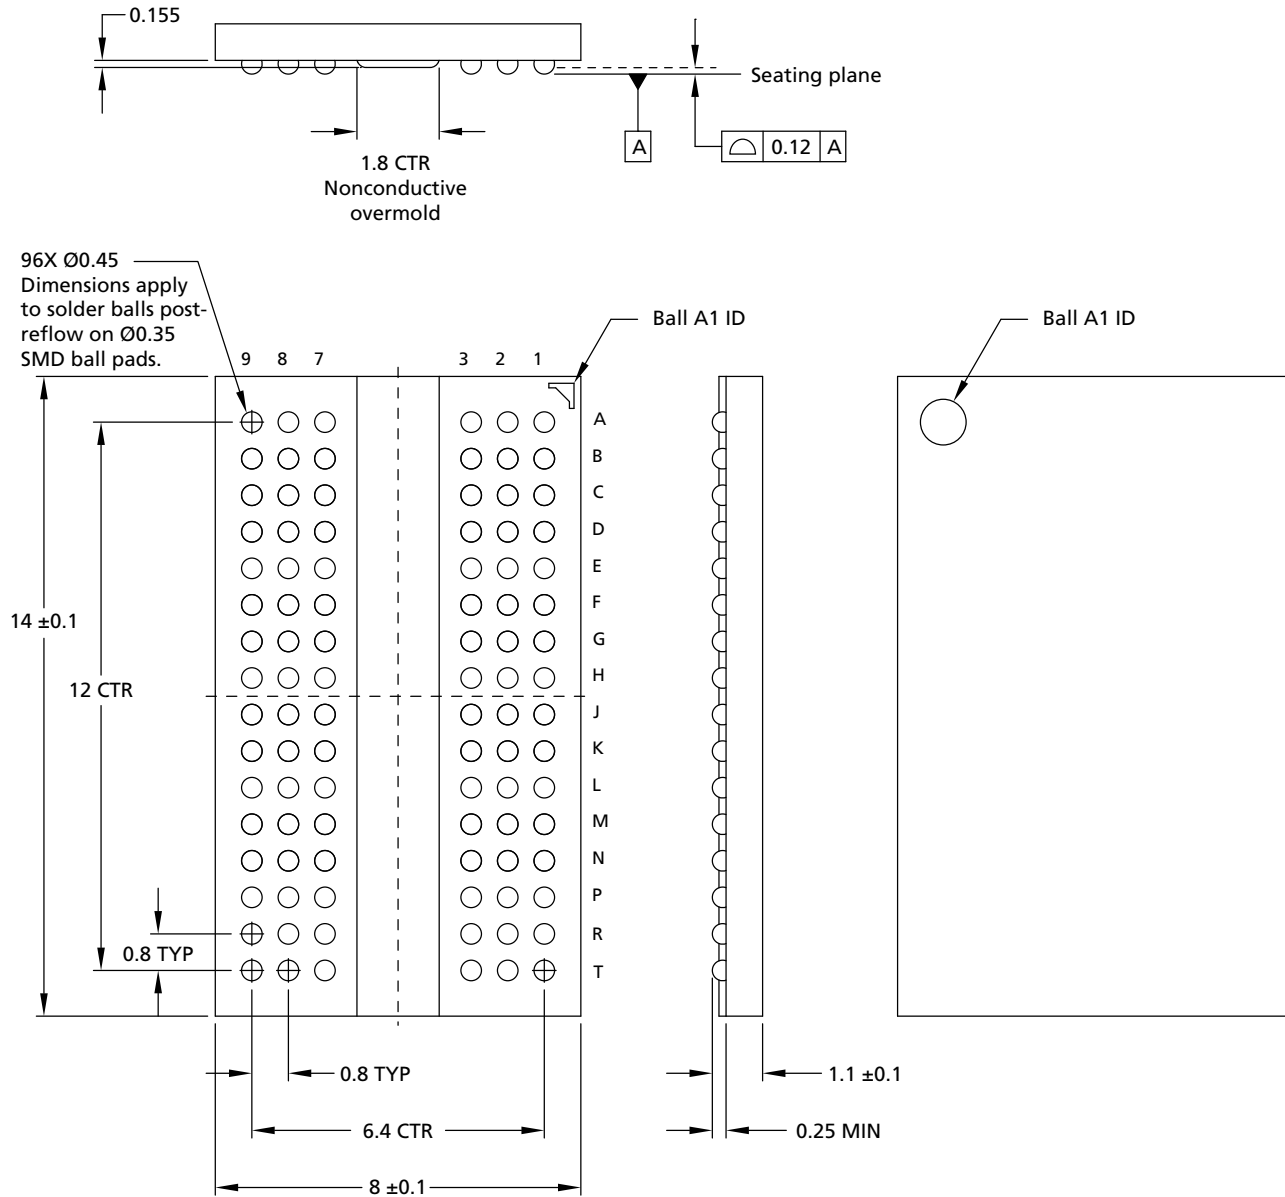 0.155
Seating plane
A
0.12 A
1.8 CTR
Nonconductive
overmold
96X Ø0.45
Dimensions apply
to solder balls post-
reflow on Ø0.35
SMD ball pads.
Ball A1 ID
Ball A1 ID
9 8 7 3 2 1
A
B
C
D
E
F
G
H
J
K
L
M
N
P
R
T
14 ±0.1
12 CTR
0.8 TYP
0.8 TYP
1.1 ±0.1
6.4 CTR
0.25 MIN
8 ±0.1